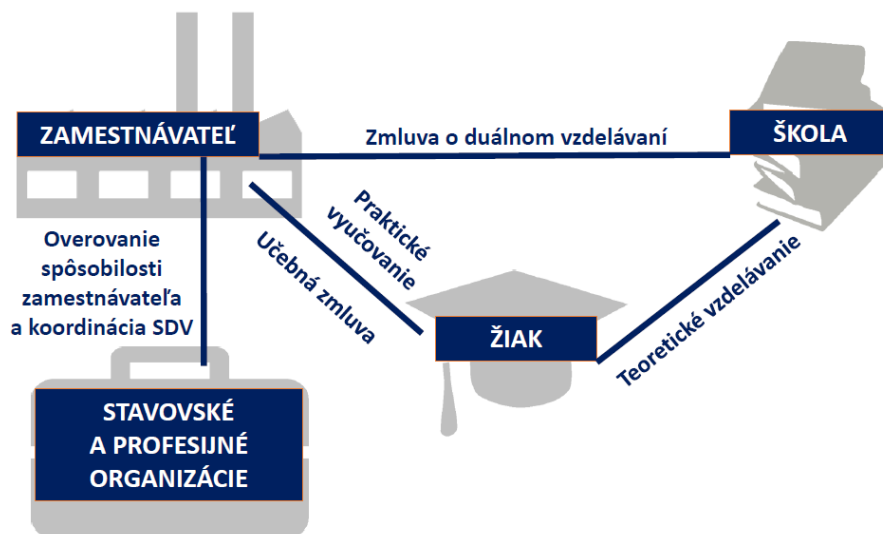 ZAMESTNÁVATEĽ
Zmluva o duálnom vzdelávaní
ŠKOLA
Praktické
vyučovanie
Učebná zmluva
Overovanie
spôsobilosti
zamestnávateľa
a koordinácia SDV
ŽIAK
Teoretické vzdelávanie
STAVOVSKÉ
A PROFESIJNÉ
ORGANIZÁCIE